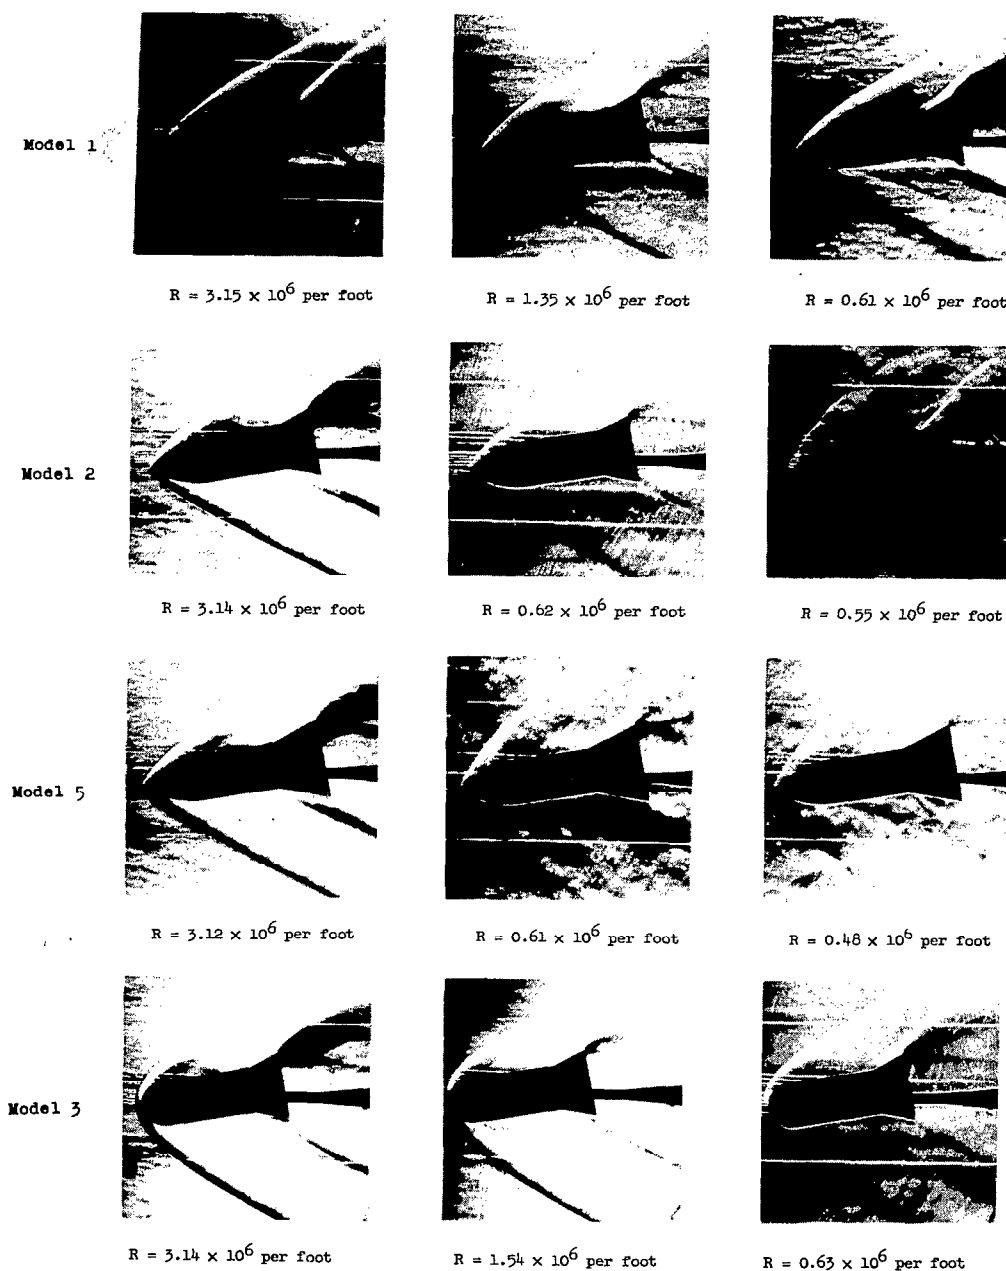 Model 1
R = 3.15 × 10⁶ per foot
R = 1.35 × 10⁶ per foot
R = 0.61 × 10⁶ per foot
Model 2
R = 3.14 × 10⁶ per foot
R = 0.62 × 10⁶ per foot
R = 0.55 × 10⁶ per foot
Model 5
R = 3.12 × 10⁶ per foot
R = 0.61 × 10⁶ per foot
R = 0.48 × 10⁶ per foot
Model 3
R = 3.14 × 10⁶ per foot
R = 1.54 × 10⁶ per foot
R = 0.63 × 10⁶ per foot